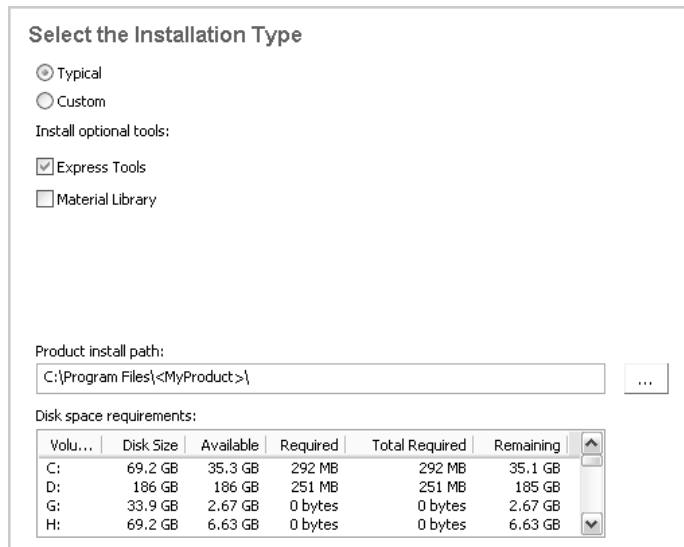 Select the Installation Type
Typical
Custom
Install optional tools:
Express Tools
Material Library
Product install path:
C:\Program Files\<MyProduct>\
...
Disk space requirements:
Volu... Disk Size Available Required Total Required Remaining
C: 69.2 GB 35.3 GB 292 MB 292 MB 35.1 GB
D: 186 GB 186 GB 251 MB 251 MB 185 GB
G: 33.9 GB 2.67 GB 0 bytes 0 bytes 2.67 GB
H: 69.2 GB 6.63 GB 0 bytes 0 bytes 6.63 GB